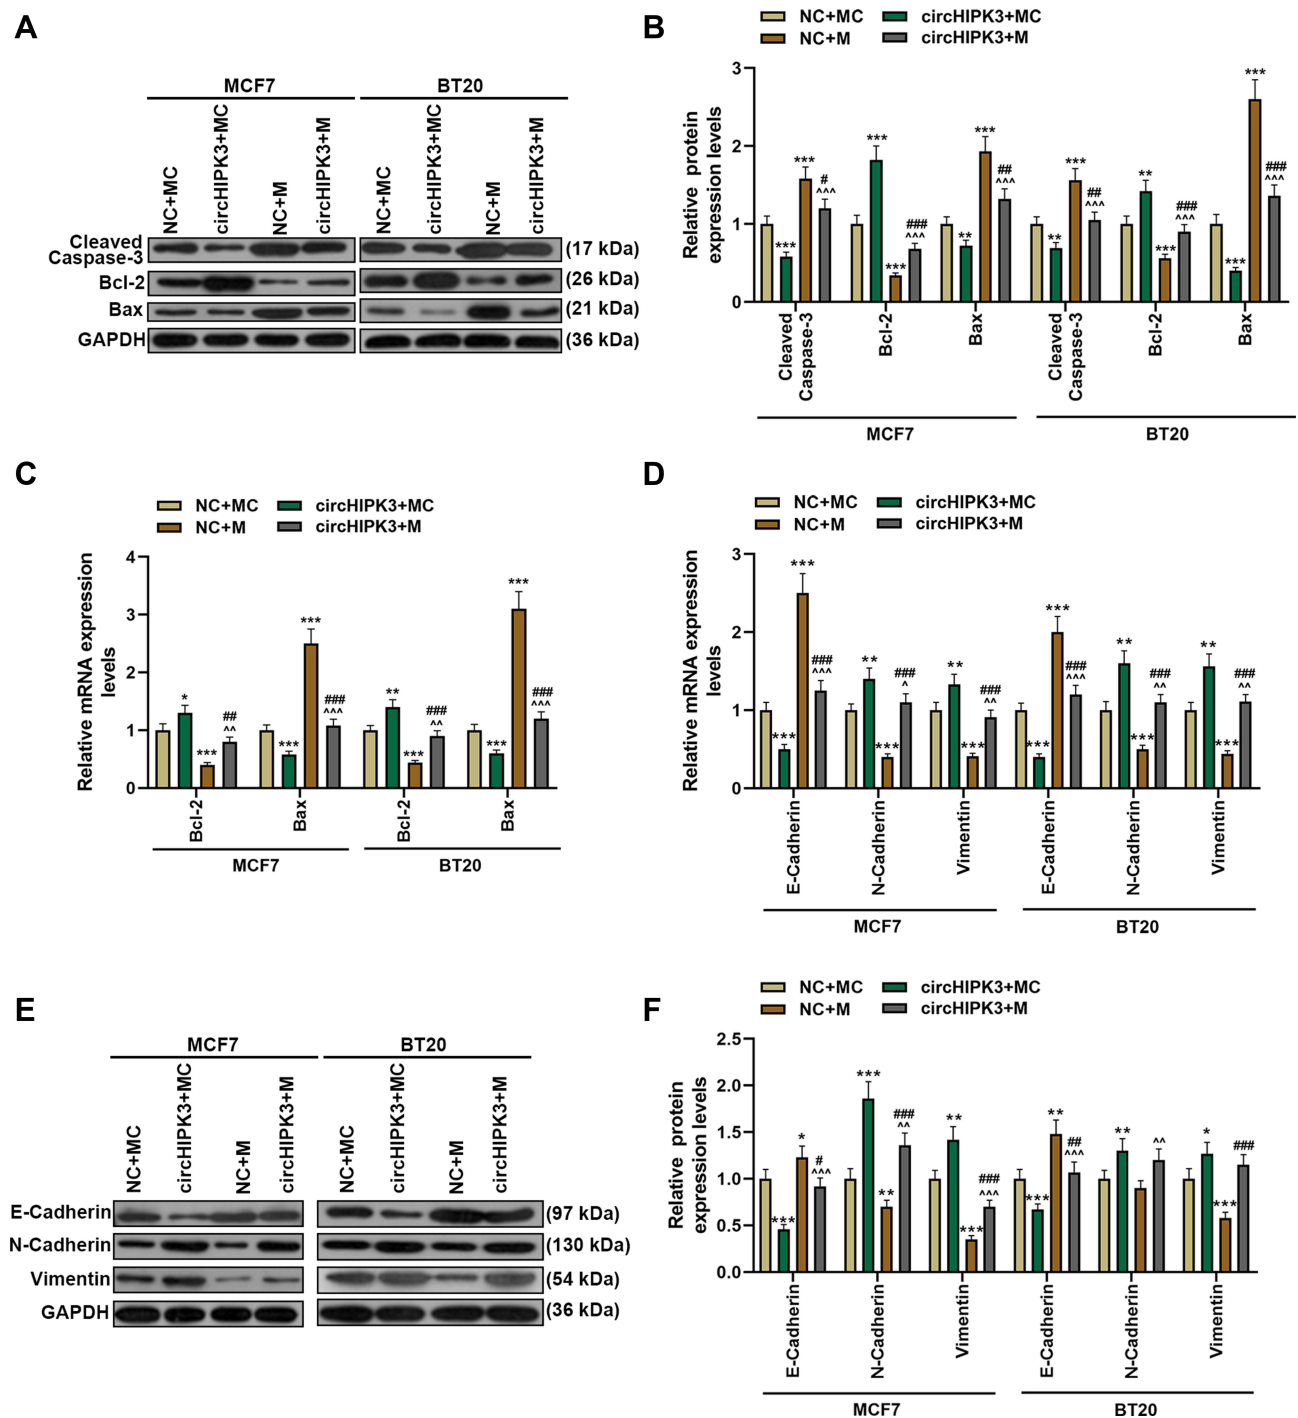 A
MCF7
BT20
NC+MC
circHIPK3+MC
NC+M
circHIPK3+M
NC+MC
circHIPK3+MC
NC+M
circHIPK3+M
Cleaved
Caspase-3
(17 kDa)
Bcl-2
(26 kDa)
Bax
(21 kDa)
GAPDH
(36 kDa)
B
NC+MC
circHIPK3+MC
NC+M
circHIPK3+M
Relative protein
expression levels
3
2
1
0
***
***
#
^^^
***
***
###
^^^
**
***
##
^^^
**
***
##
^^^
**
***
###
^^^
***
***
###
^^^
Cleaved
Caspase-3
Bcl-2
Bax
Cleaved
Caspase-3
Bcl-2
Bax
MCF7
BT20
C
NC+MC
circHIPK3+MC
NC+M
circHIPK3+M
Relative mRNA expression
levels
4
3
2
1
0
*
***
##
^^
***
***
###
^^^
**
***
###
^^
***
***
###
^^^
Bcl-2
Bax
Bcl-2
Bax
MCF7
BT20
D
NC+MC
circHIPK3+MC
NC+M
circHIPK3+M
Relative mRNA expression
levels
3
2
1
0
***
***
###
^^^
**
***
###
^
**
***
###
^^
***
***
###
^^^
**
***
###
^^
**
***
###
^^
E-Cadherin
N-Cadherin
Vimentin
E-Cadherin
N-Cadherin
Vimentin
MCF7
BT20
E
MCF7
BT20
NC+MC
circHIPK3+MC
NC+M
circHIPK3+M
NC+MC
circHIPK3+MC
NC+M
circHIPK3+M
E-Cadherin
(97 kDa)
N-Cadherin
(130 kDa)
Vimentin
(54 kDa)
GAPDH
(36 kDa)
F
NC+MC
circHIPK3+MC
NC+M
circHIPK3+M
Relative protein
expression levels
2.5
2.0
1.5
1.0
0.5
0.0
***
*
#
^^^
***
**
###
^^
**
***
###
^^^
***
**
##
^^^
**
^^
*
***
###
E-Cadherin
N-Cadherin
Vimentin
E-Cadherin
N-Cadherin
Vimentin
MCF7
BT20